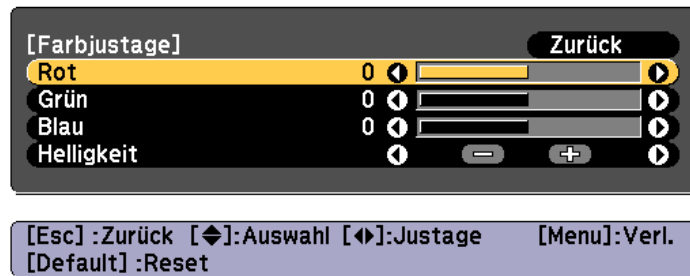 [Farbjustage] Zurück
Rot 0
Grün 0
Blau 0
Helligkeit
[Esc] :Zurück [◆]:Auswahl [◀▶]:Justage [Menu]:Verl.
[Default] :Reset